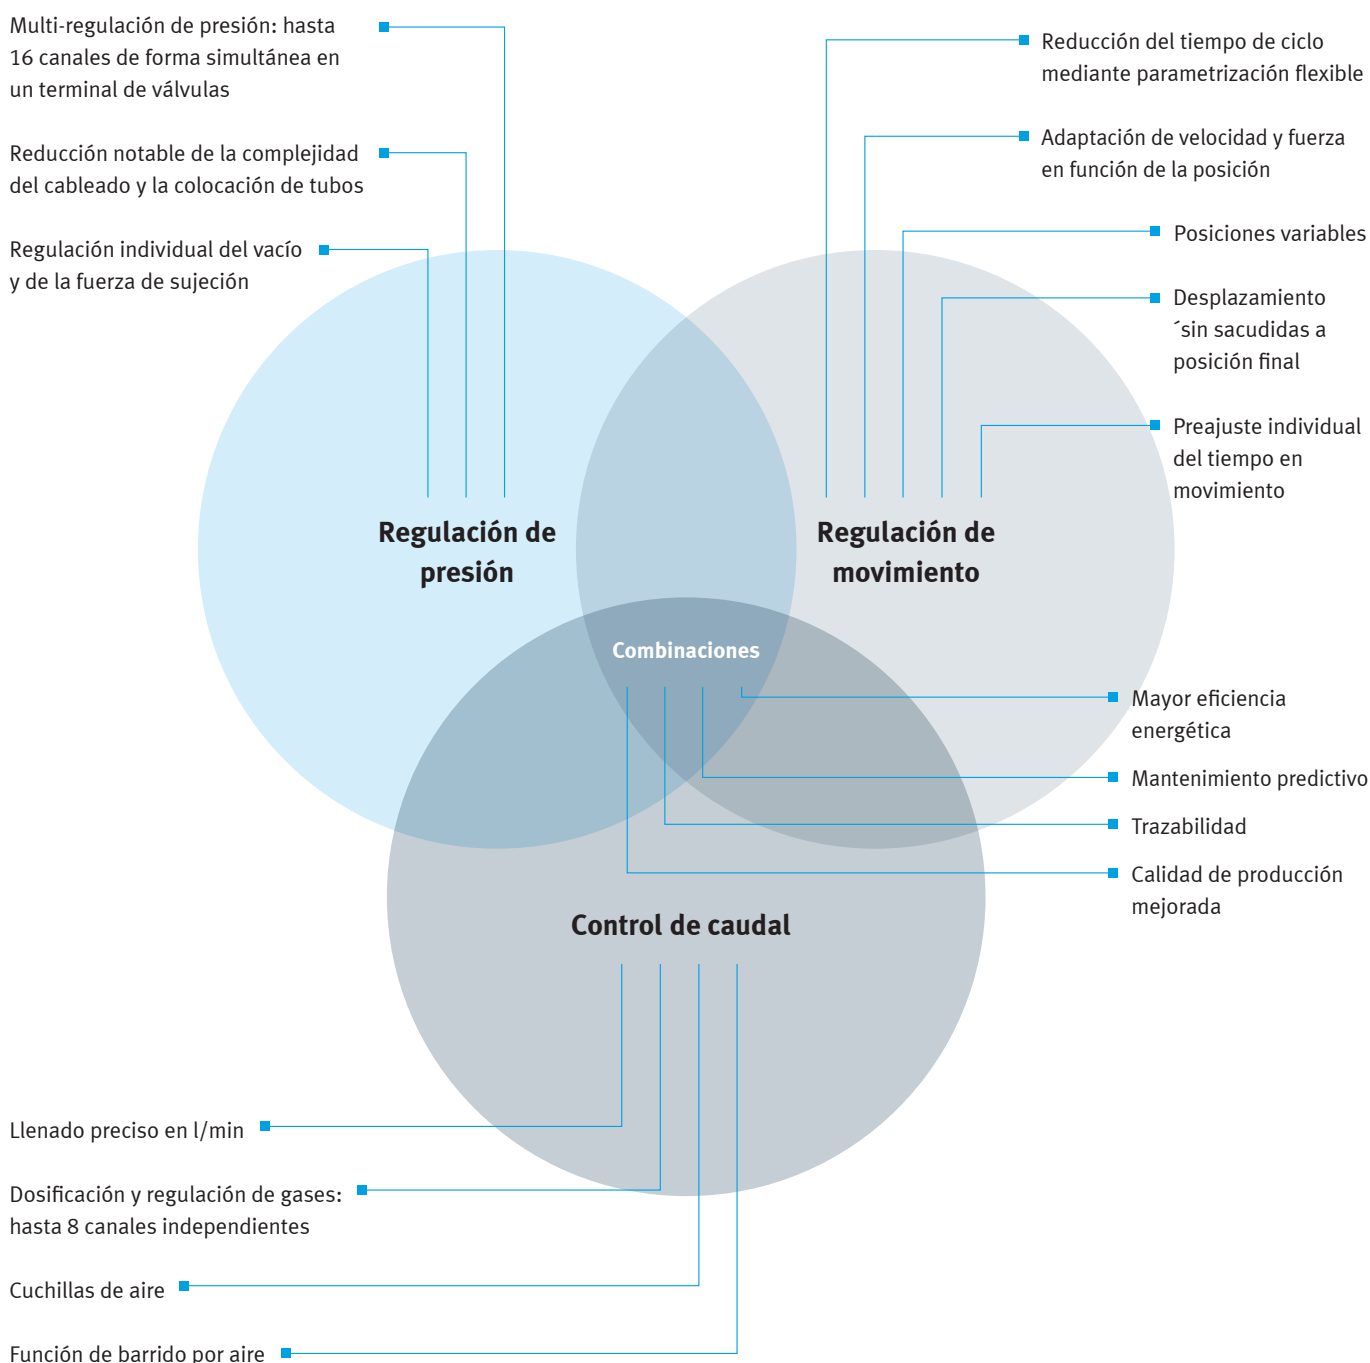 Multi-regulación de presión: hasta
16 canales de forma simultánea en
un terminal de válvulas
Reducción notable de la complejidad
del cableado y la colocación de tubos
Regulación individual del vacío
y de la fuerza de sujeción
Reducción del tiempo de ciclo
mediante parametrización flexible
Adaptación de velocidad y fuerza
en función de la posición
Posiciones variables
Desplazamiento
´sin sacudidas a
posición final
Preajuste individual
del tiempo en
movimiento
Regulación de
presión
Regulación de
movimiento
Combinaciones
Mayor eficiencia
energética
Mantenimiento predictivo
Trazabilidad
Calidad de producción
mejorada
Control de caudal
Llenado preciso en l/min
Dosificación y regulación de gases:
hasta 8 canales independientes
Cuchillas de aire
Función de barrido por aire